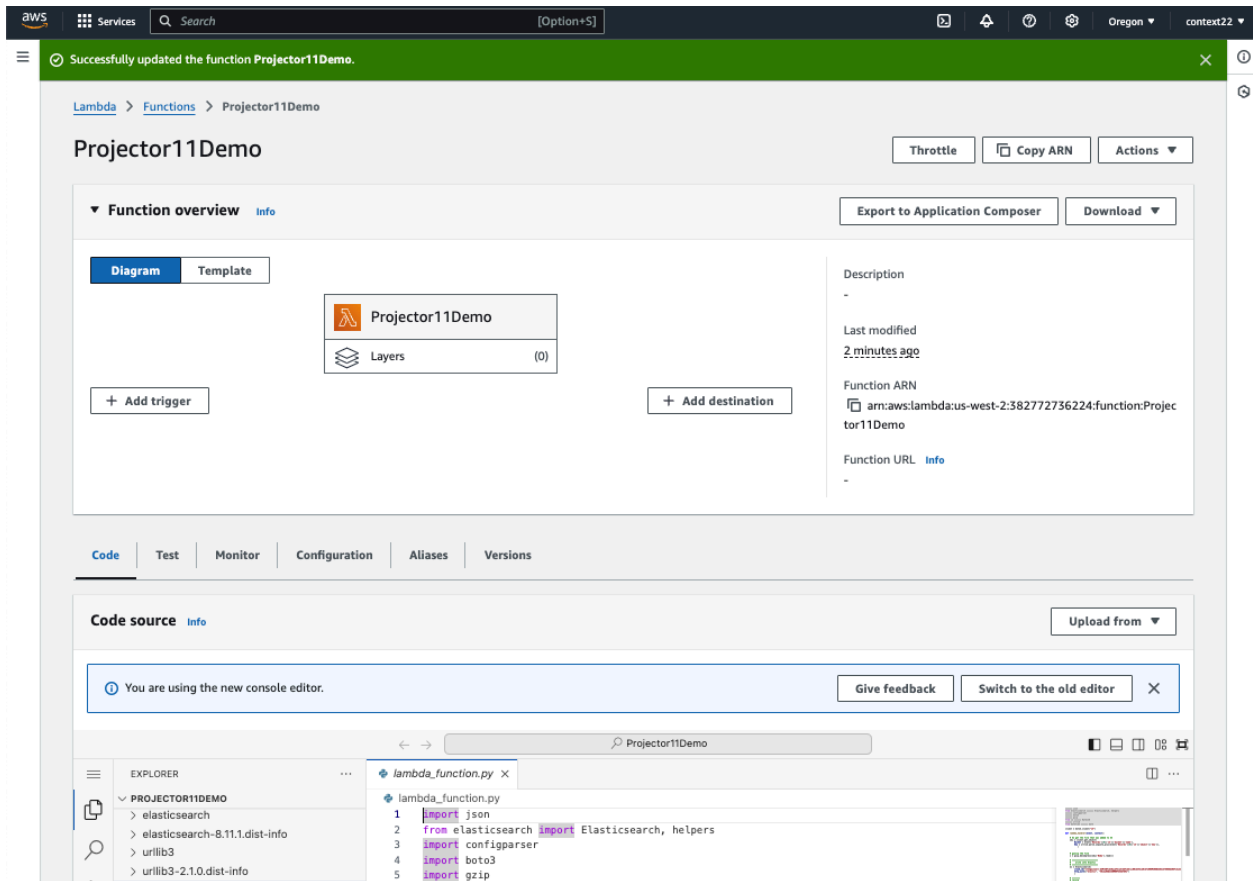 aws Services Search [Option+S] Oregon context22
Successfully updated the function Projector11Demo.
Lambda > Functions > Projector11Demo
Projector11Demo
Throttle Copy ARN Actions
Function overview Info
Export to Application Composer Download
Diagram Template
Projector11Demo
Layers (0)
+ Add trigger
+ Add destination
Description
-
Last modified
2 minutes ago
Function ARN
arn:aws:lambda:us-west-2:382772736224:function:Projec
tor11Demo
Function URL Info
-
Code Test Monitor Configuration Aliases Versions
Code source Info
Upload from
You are using the new console editor.
Give feedback Switch to the old editor
Projector11Demo
EXPLORER ...
PROJECTOR11DEMO
> elasticsearch
> elasticsearch-8.11.1.dist-info
> urllib3
> urllib3-2.1.0.dist-info
lambda_function.py
lambda_function.py
1 import json
2 from elasticsearch import Elasticsearch, helpers
3 import configparser
4 import boto3
5 import gzip